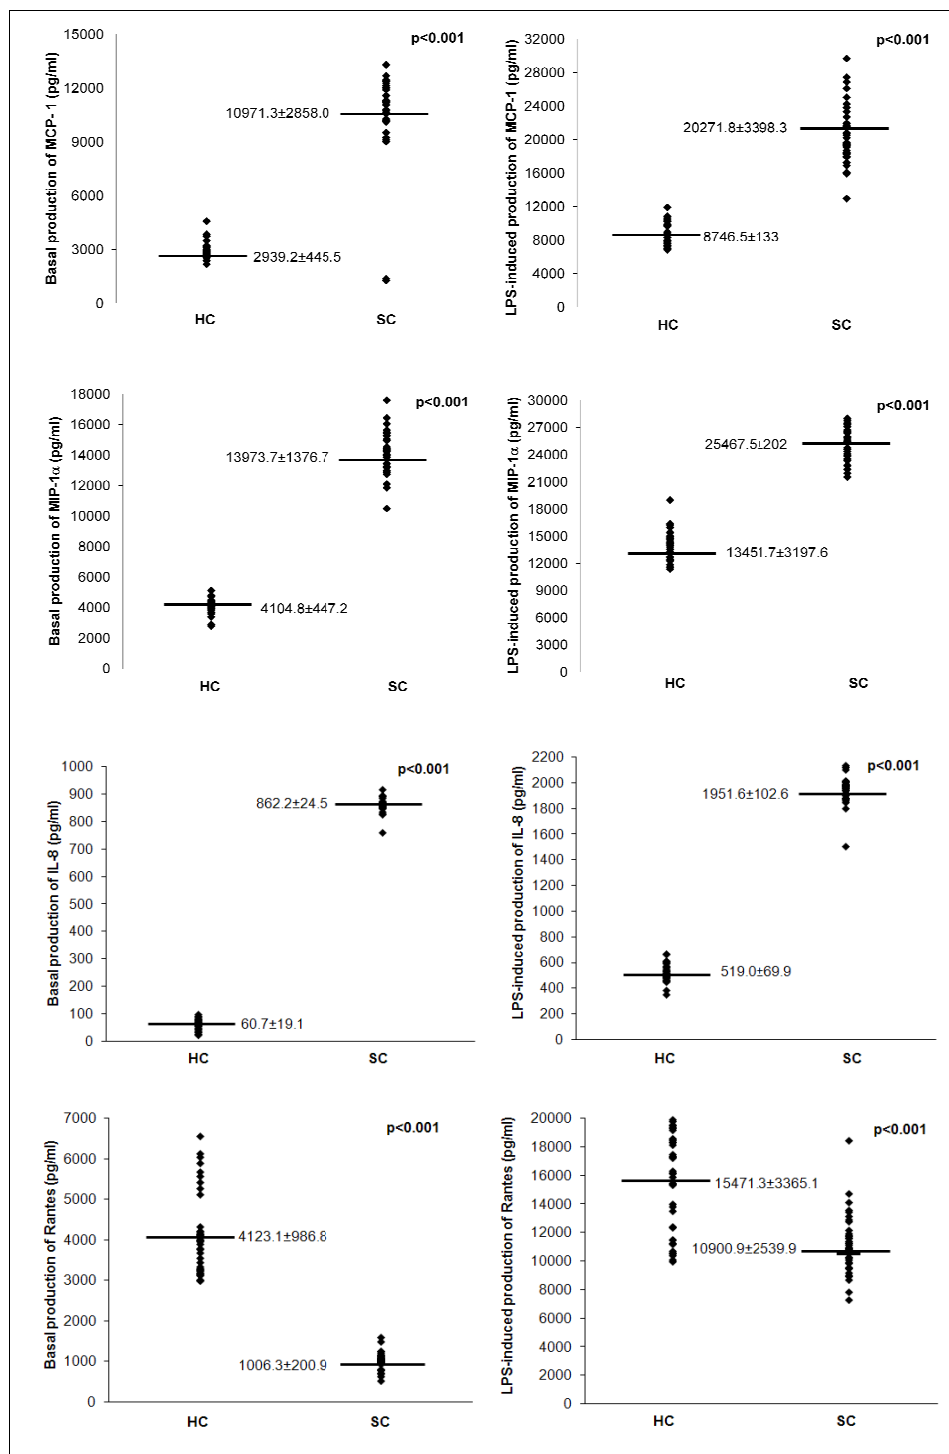 Basal production of MCP-1 (pg/ml)
15000
12000
9000
6000
3000
0
p<0.001
10971.3±2858.0
2939.2±445.5
HC
SC
LPS-induced production of MCP-1 (pg/ml)
32000
28000
24000
20000
16000
12000
8000
4000
0
p<0.001
20271.8±3398.3
8746.5±133
HC
SC
Basal production of MIP-1α (pg/ml)
18000
16000
14000
12000
10000
8000
6000
4000
2000
0
p<0.001
13973.7±1376.7
4104.8±447.2
HC
SC
LPS-induced production of MIP-1α (pg/ml)
30000
27000
24000
21000
18000
15000
12000
9000
6000
3000
0
p<0.001
25467.5±202
13451.7±3197.6
HC
SC
Basal production of IL-8 (pg/ml)
1000
900
800
700
600
500
400
300
200
100
0
p<0.001
862.2±24.5
60.7±19.1
HC
SC
LPS-induced production of IL-8 (pg/ml)
2200
2000
1800
1600
1400
1200
1000
800
600
400
200
0
p<0.001
1951.6±102.6
519.0±69.9
HC
SC
Basal production of Rantes (pg/ml)
7000
6000
5000
4000
3000
2000
1000
0
p<0.001
4123.1±986.8
1006.3±200.9
HC
SC
LPS-induced production of Rantes (pg/ml)
20000
18000
16000
14000
12000
10000
8000
6000
4000
2000
0
p<0.001
15471.3±3365.1
10900.9±2539.9
HC
SC